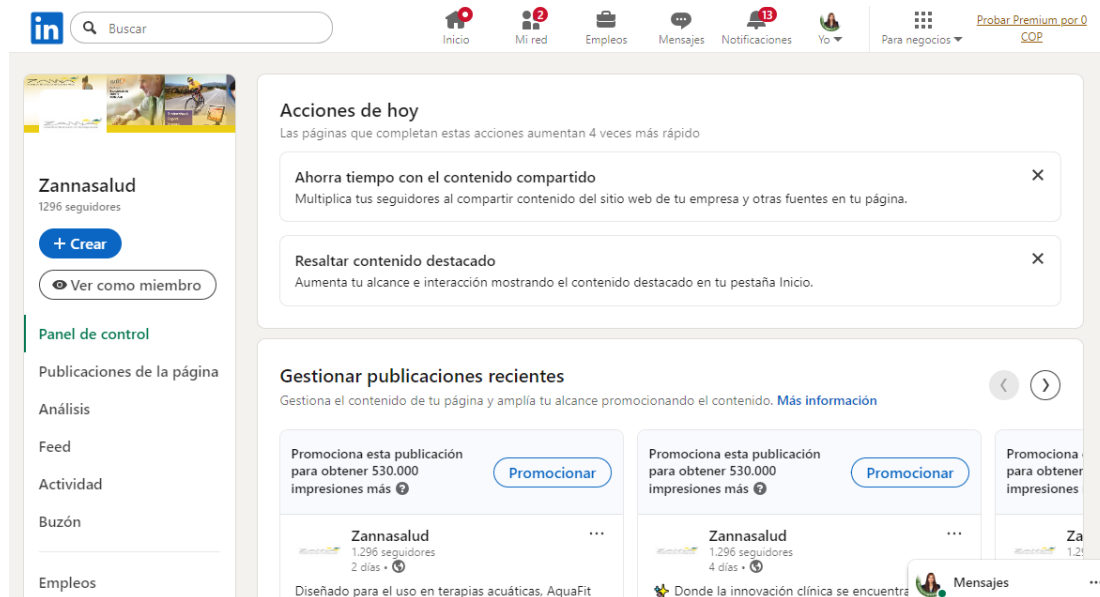 in
Buscar
Inicio
2
Mi red
Empleos
Mensajes
13
Notificaciones
Yo
Para negocios
Probar Premium por 0
COP
ZANNA
Zannasalud
1296 seguidores
+ Crear
Ver como miembro
Panel de control
Publicaciones de la página
Análisis
Feed
Actividad
Buzón
Empleos
Acciones de hoy
Las páginas que completan estas acciones aumentan 4 veces más rápido
Ahorra tiempo con el contenido compartido
Multiplica tus seguidores al compartir contenido del sitio web de tu empresa y otras fuentes en tu página.
Resaltar contenido destacado
Aumenta tu alcance e interacción mostrando el contenido destacado en tu pestaña Inicio.
Gestionar publicaciones recientes
Gestiona el contenido de tu página y amplía tu alcance promocionando el contenido. Más información
Promociona esta publicación
para obtener 530.000
impresiones más ?
Promocionar
Zannasalud
1.296 seguidores
2 días •
Diseñado para el uso en terapias acuáticas, AquaFit
Promociona esta publicación
para obtener 530.000
impresiones más ?
Promocionar
Zannasalud
1.296 seguidores
4 días •
Donde la innovación clínica se encuentra
Promociona
para obtener
impresiones
Za
1.29
Mensajes